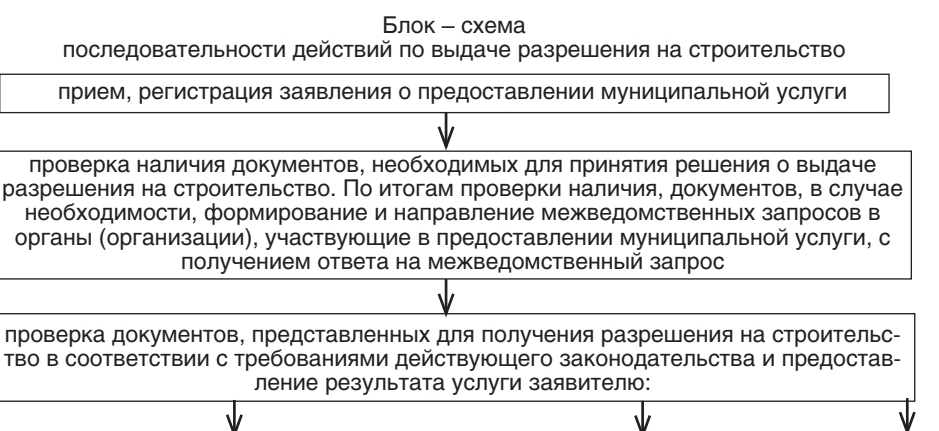 Блок – схема
последовательности действий по выдаче разрешения на строительство
прием, регистрация заявления о предоставлении муниципальной услуги
проверка наличия документов, необходимых для принятия решения о выдаче
разрешения на строительство. По итогам проверки наличия, документов, в случае
необходимости, формирование и направление межведомственных запросов в
органы (организации), участвующие в предоставлении муниципальной услуги, с
получением ответа на межведомственный запрос
проверка документов, представленных для получения разрешения на строительс-
тво в соответствии с требованиями действующего законодательства и предостав-
ление результата услуги заявителю: